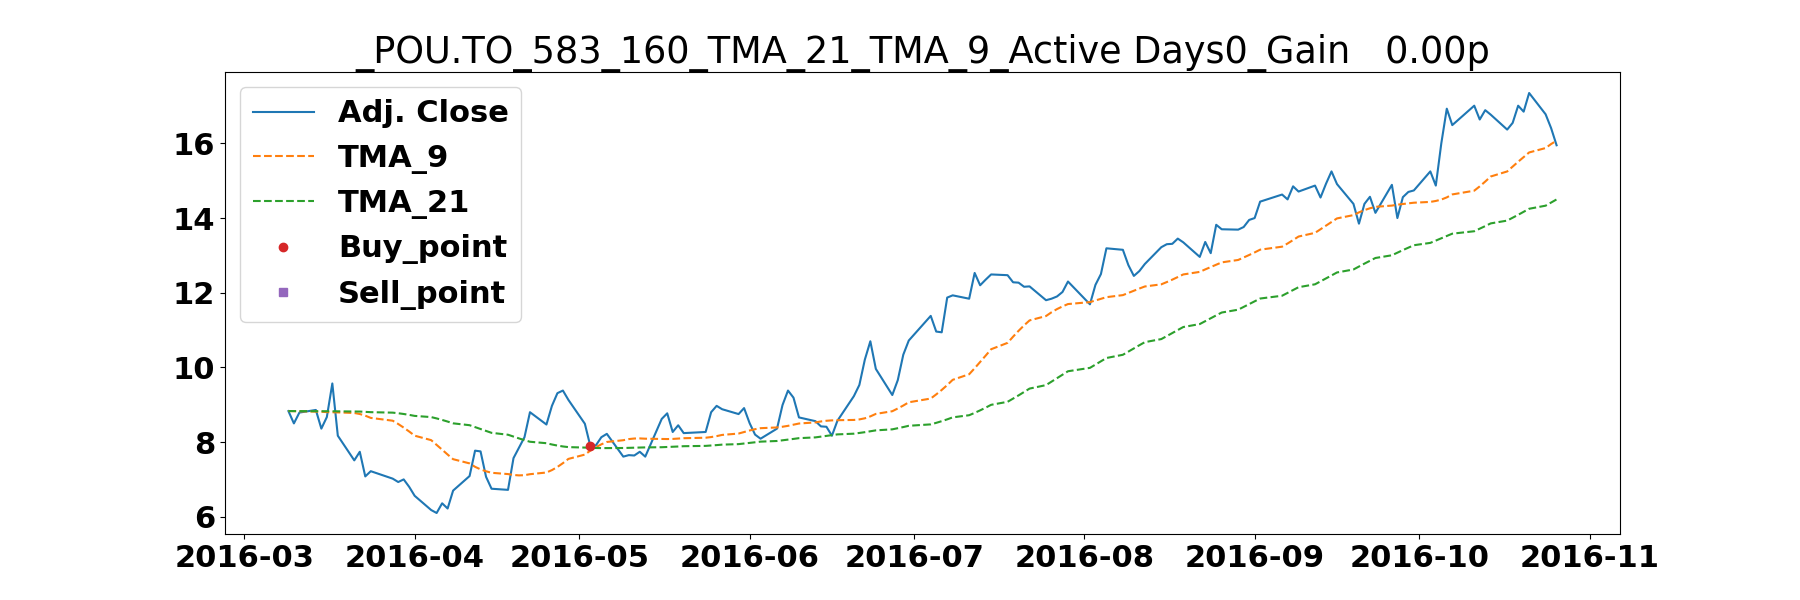 _POU.TO_583_160_TMA_21_TMA_9_Active Days0_Gain   0.00p
Adj. Close
TMA_9
TMA_21
Buy_point
Sell_point
16
14
12
10
8
6
2016-03 2016-04 2016-05 2016-06 2016-07 2016-08 2016-09 2016-10 2016-11